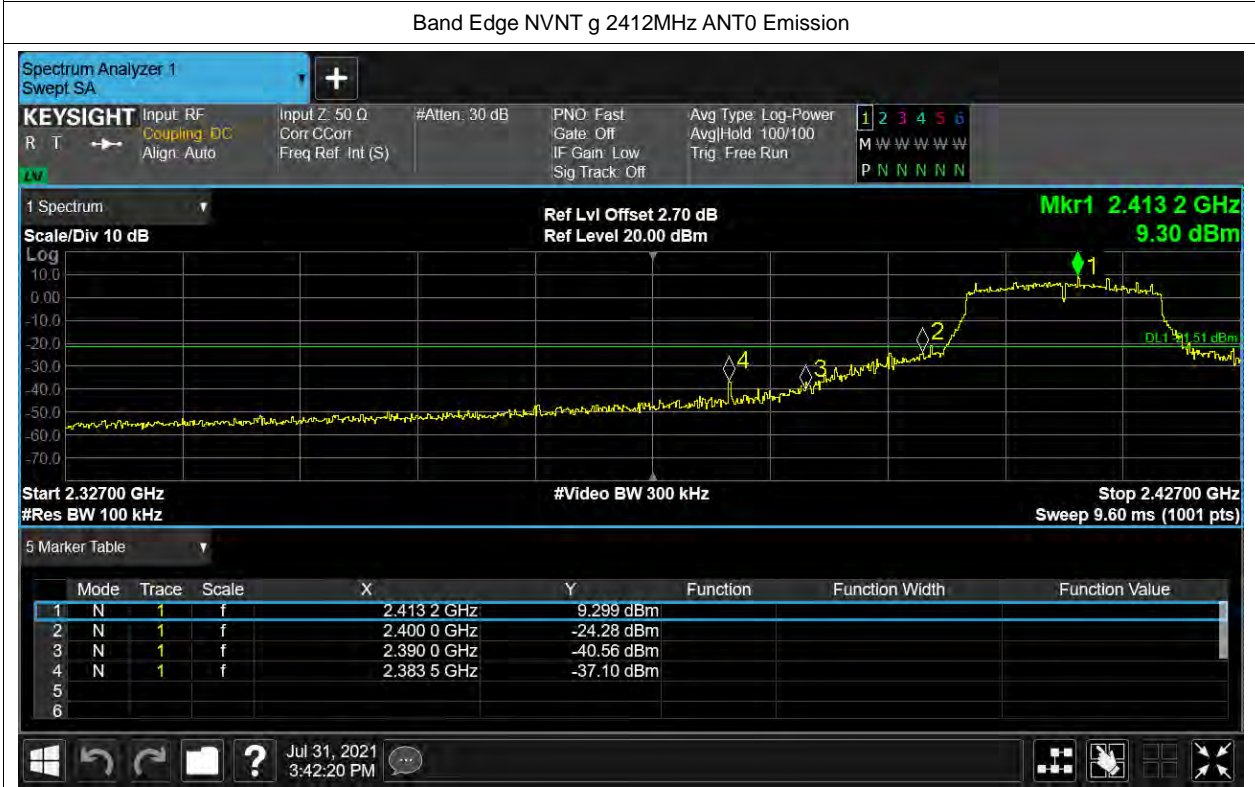 Band Edge NVNT g 2412MHz ANT0 Emission
Spectrum Analyzer 1
Swept SA
+
KEYSIGHT
R T
Input: RF
Coupling: DC
Align: Auto
Input Z: 50 Ω
Corr CCorr
Freq Ref: Int (S)
#Atten: 30 dB
PNO: Fast
Gate: Off
IF Gain: Low
Sig Track: Off
Avg Type: Log-Power
Avg|Hold: 100/100
Trig: Free Run
1 2 3 4 5 6
M W W W W W
P N N N N N
1 Spectrum
Scale/Div 10 dB
Ref Lvl Offset 2.70 dB
Ref Level 20.00 dBm
Mkr1 2.413 2 GHz
9.30 dBm
Log
10.0
0.00
-10.0
-20.0
-30.0
-40.0
-50.0
-60.0
-70.0
1
2
3
4
Start 2.32700 GHz
#Res BW 100 kHz
#Video BW 300 kHz
Stop 2.42700 GHz
Sweep 9.60 ms (1001 pts)
5 Marker Table
Mode Trace Scale X Y Function Function Width Function Value
1 N 1 f 2.413 2 GHz 9.299 dBm
2 N 1 f 2.400 0 GHz -24.28 dBm
3 N 1 f 2.390 0 GHz -40.56 dBm
4 N 1 f 2.383 5 GHz -37.10 dBm
5
6
?
Jul 31, 2021
3:42:20 PM